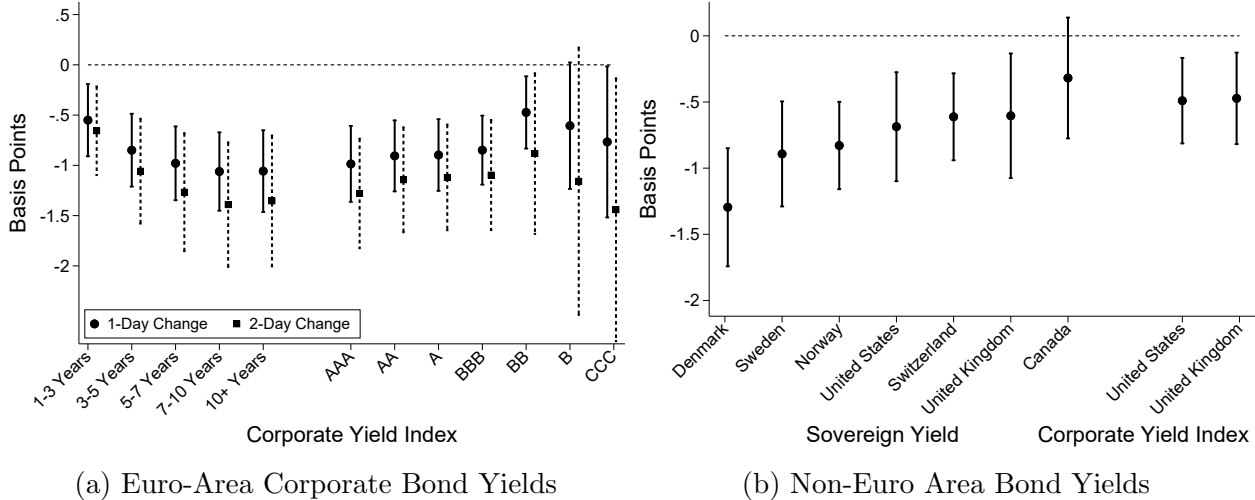 .5
0
-.5
-1
-1.5
-2
Basis Points
1-Day Change
2-Day Change
1-3 Years
3-5 Years
5-7 Years
7-10 Years
10+ Years
AAA
AA
A
BBB
BB
B
CCC
Corporate Yield Index
(a) Euro-Area Corporate Bond Yields
0
-.5
-1
-1.5
-2
Basis Points
Denmark
Sweden
Norway
United States
Switzerland
United Kingdom
Canada
United States
United Kingdom
Sovereign Yield
Corporate Yield Index
(b) Non-Euro Area Bond Yields